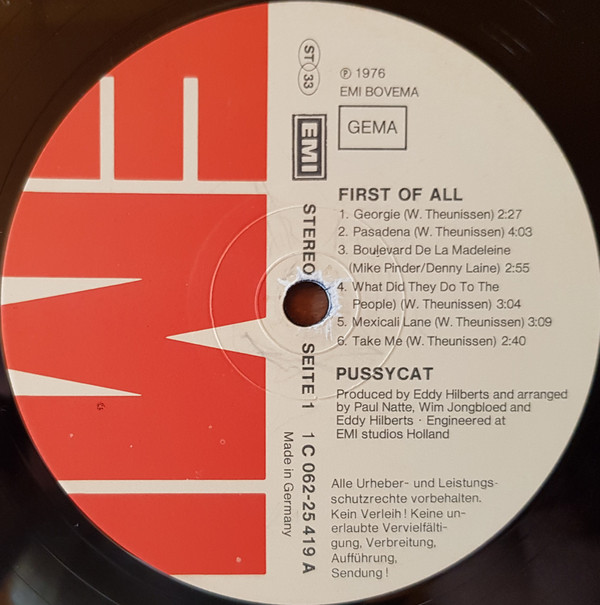 ST 33
℗ 1976
EMI BOVEMA
GEMA
EMI
FIRST OF ALL
1. Georgie (W. Theunissen) 2:27
2. Pasadena (W. Theunissen) 4:03
3. Boulevard De La Madeleine
(Mike Pinder/Denny Laine) 2:55
4. What Did They Do To The
People) (W. Theunissen) 3:04
5. Mexicali Lane (W. Theunissen) 3:09
6. Take Me (W. Theunissen) 2:40
PUSSYCAT
Produced by Eddy Hilberts and arranged
by Paul Natte, Wim Jongbloed and
Eddy Hilberts · Engineered at
EMI studios Holland
Alle Urheber- und Leistungs-
schutzrechte vorbehalten.
Kein Verleih! Keine un-
erlaubte Vervielfälti-
gung, Verbreitung,
Aufführung,
Sendung!
STEREO SEITE 1 1 C 062-25 419 A
Made in Germany